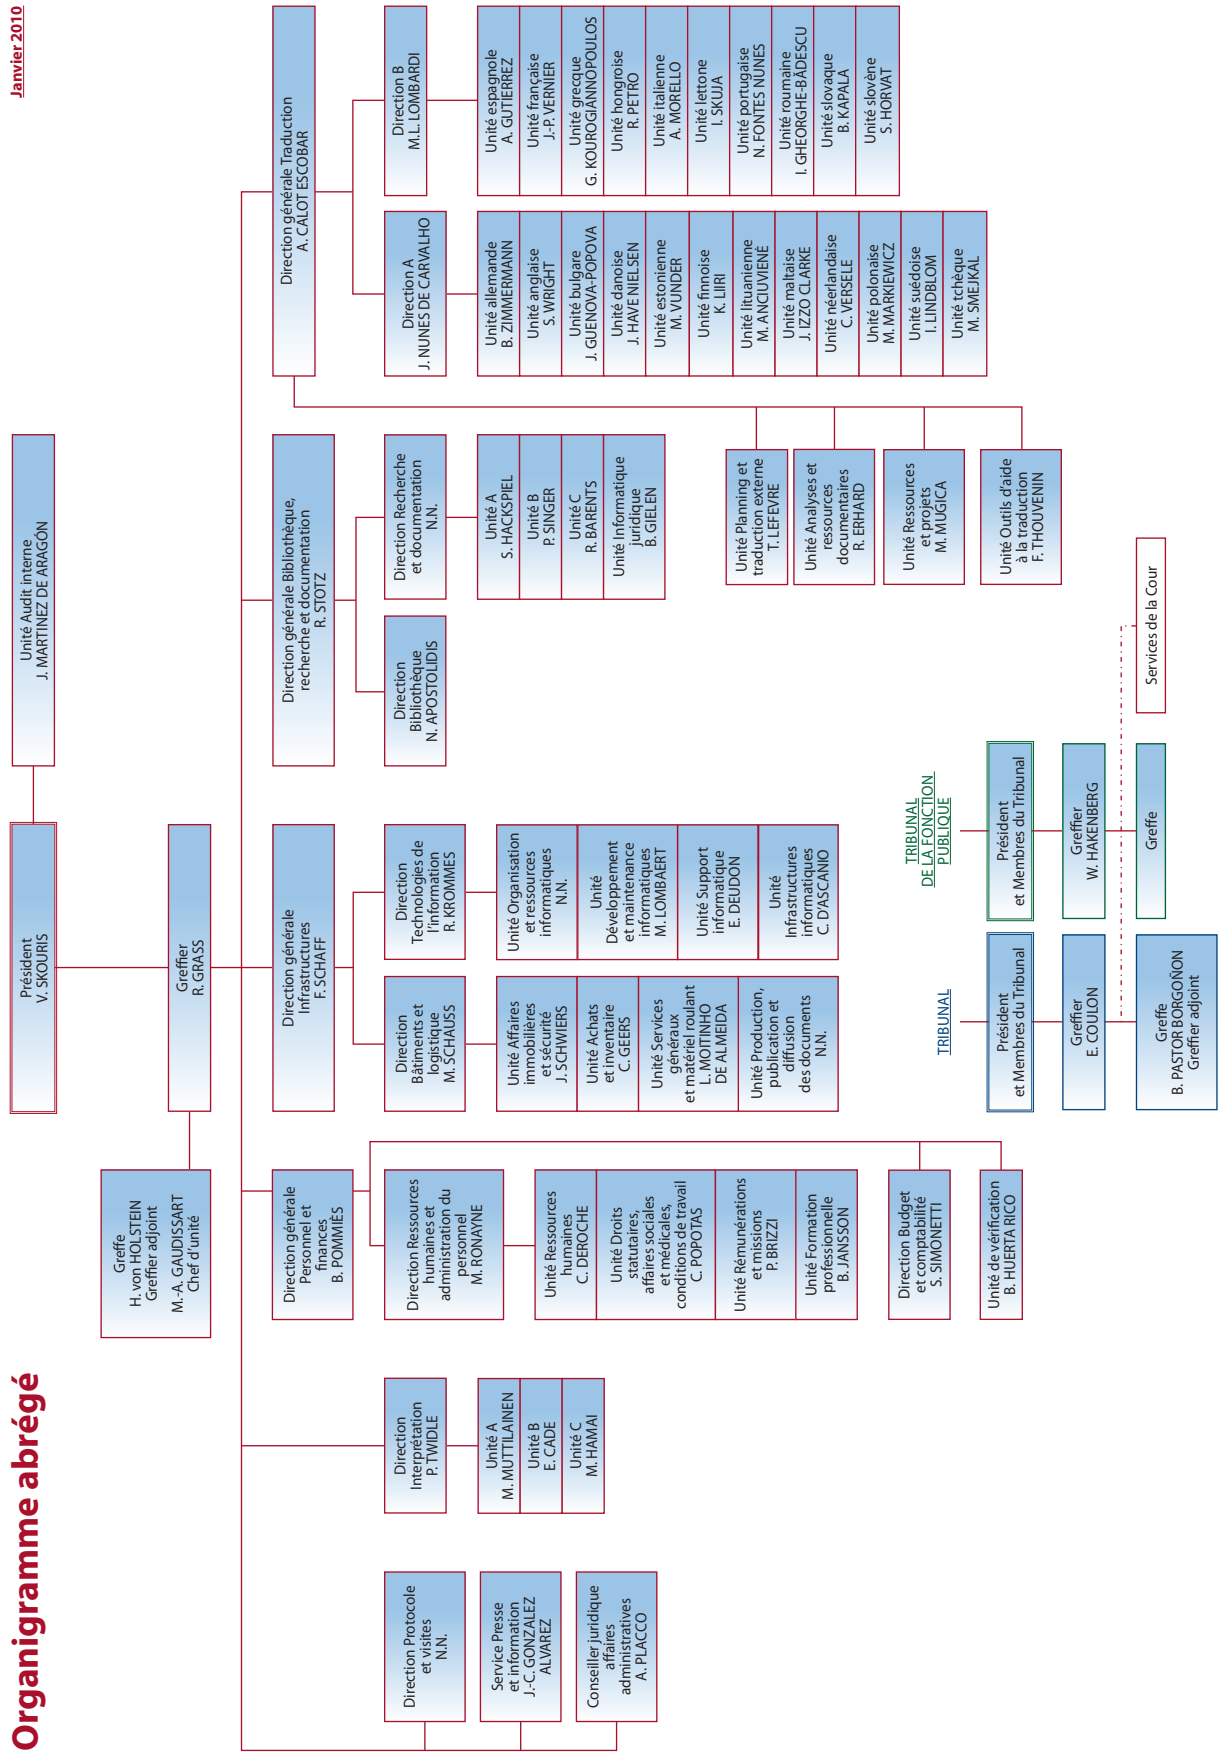 Organigramme abrégé
Janvier 2010
Président
V. SKOURIS
Unité Audit interne
J. MARTINEZ DE ARAGÓN
Greffe
H. von HOLSTEIN
Greffier adjoint
M.-A. GAUDISSART
Chef d'unité
Greffier
R. GRASS
Direction Protocole
et visites
N.N.
Service Presse
et information
J.-C. GONZALEZ
ALVAREZ
Conseiller juridique
affaires
administratives
A. PLACCO
Direction
Interprétation
P. TWIDLE
Unité A
M. MUTTILAINEN
Unité B
E. CADE
Unité C
M. HAMAI
Direction générale
Personnel et
finances
B. POMMIÈS
Direction Ressources
humaines et
administration du
personnel
M. RONAYNE
Unité Ressources
humaines
C. DEROCHE
Unité Droits
statutaires,
affaires sociales
et médicales,
conditions de travail
C. POPOTAS
Unité Rémunérations
et missions
P. BRIZZI
Unité Formation
professionnelle
B. JANSSON
Direction Budget
et comptabilité
S. SIMONETTI
Unité de vérification
B. HUERTA RICO
Direction générale
Infrastructures
F. SCHAFF
Direction
Bâtiments et
logistique
M. SCHAUSS
Unité Affaires
immobilières
et sécurité
J. SCHWIERS
Unité Achats
et inventaire
C. GEERS
Unité Services
généraux
et matériel roulant
L. MOITINHO
DE ALMEIDA
Unité Production,
publication et
diffusion
des documents
N.N.
Direction
Technologies de
l'information
R. KROMMES
Unité Organisation
et ressources
informatiques
N.N.
Unité
Développement
et maintenance
informatiques
M. LOMBAERT
Unité Support
informatique
E. DEUDON
Unité
Infrastructures
informatiques
C. D'ASCANIO
Direction générale Bibliothèque,
recherche et documentation
R. STOTZ
Direction
Bibliothèque
N. APOSTOLIDIS
Direction Recherche
et documentation
N.N.
Unité A
S. HACKSPIEL
Unité B
P. SINGER
Unité C
R. BARENTS
Unité Informatique
juridique
B. GIELEN
Direction générale Traduction
A. CALOT ESCOBAR
Direction A
J. NUNES DE CARVALHO
Unité allemande
B. ZIMMERMANN
Unité anglaise
S. WRIGHT
Unité bulgare
J. GUENOVA-POPOVA
Unité danoise
J. HAVE NIELSEN
Unité estonienne
M. VUNDER
Unité finnoise
K. LIIRI
Unité lituanienne
M. ANCIUVIENĖ
Unité maltaise
J. IZZO CLARKE
Unité néerlandaise
C. VERSELE
Unité polonaise
M. MARKIEWICZ
Unité suédoise
I. LINDBLOM
Unité tchèque
M. SMEJKAL
Direction B
M.L. LOMBARDI
Unité espagnole
A. GUTIERREZ
Unité française
J.-P. VERNIER
Unité grecque
G. KOUROGIANNOPOULOS
Unité hongroise
R. PETRO
Unité italienne
A. MORELLO
Unité lettone
I. SKUJA
Unité portugaise
N. FONTES NUNES
Unité roumaine
I. GHEORGHE-BĂDESCU
Unité slovaque
B. KAPALA
Unité slovène
S. HORVAT
Unité Planning et
traduction externe
T. LEFEVRE
Unité Analyses et
ressources
documentaires
R. ERHARD
Unité Ressources
et projets
M. MUGICA
Unité Outils d'aide
à la traduction
F. THOUVENIN
TRIBUNAL
Président
et Membres du Tribunal
Greffier
E. COULON
Greffe
B. PASTOR BORGOÑON
Greffier adjoint
TRIBUNAL
DE LA FONCTION
PUBLIQUE
Président
et Membres du Tribunal
Greffier
W. HAKENBERG
Greffe
Services de la Cour